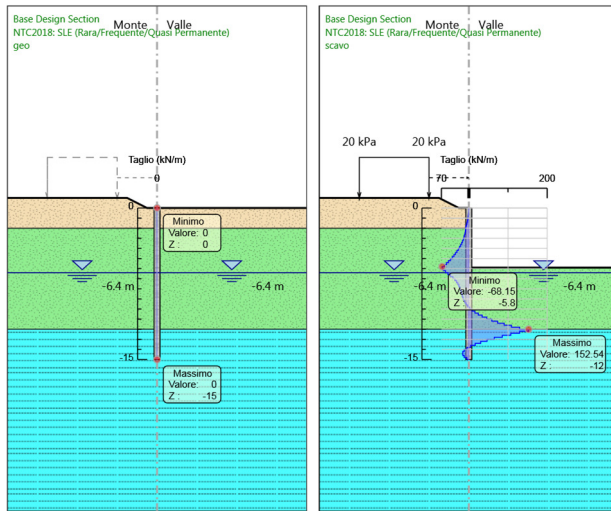 Base Design Section
NTC2018: SLE (Rara/Frequente/Quasi Permanente)
geo
Monte Valle
Taglio (kN/m)
0
0
Minimo
Valore: 0
Z : 0
-6.4 m
-6.4 m
-15
Massimo
Valore: 0
Z : -15
Base Design Section
NTC2018: SLE (Rara/Frequente/Quasi Permanente)
scavo
Monte Valle
20 kPa 20 kPa
Taglio (kN/m)
70 200
0
Minimo
Valore: -68.15
Z : -5.8
-6.4 m
-6.4 m
Massimo
Valore: 152.54
Z : -12
-15